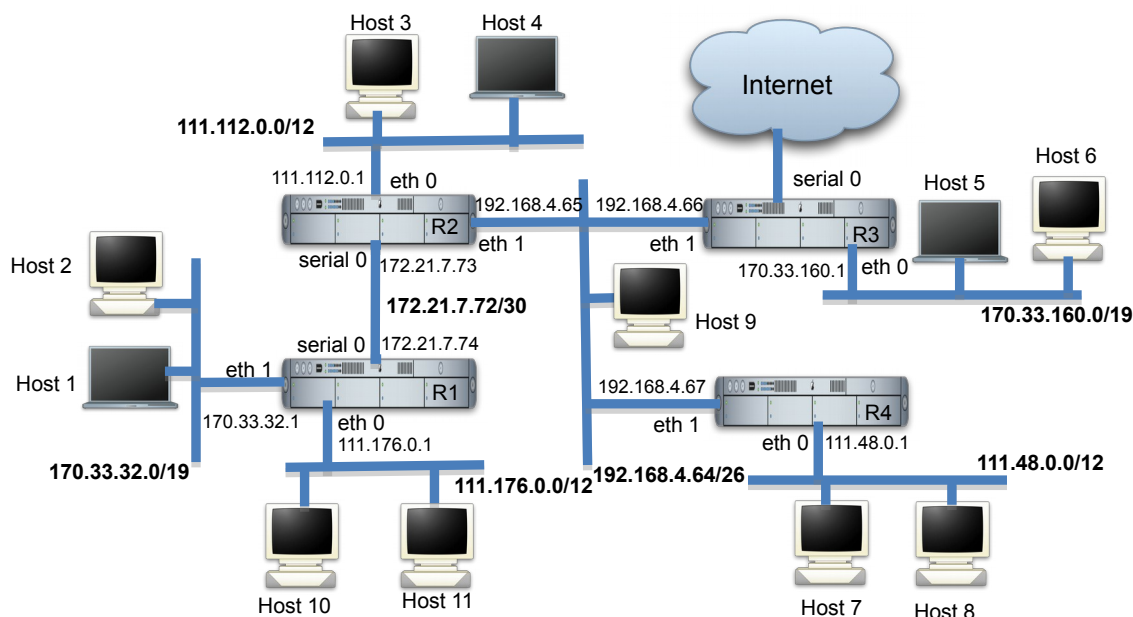 Host 3
Host 4
Internet
111.112.0.0/12
Host 6
111.112.0.1
eth 0
serial 0
Host 5
192.168.4.65
192.168.4.66
R2
R3
eth 1
eth 1
Host 2
serial 0
172.21.7.73
170.33.160.1
eth 0
172.21.7.72/30
Host 9
170.33.160.0/19
serial 0
172.21.7.74
Host 1
eth 1
192.168.4.67
R1
R4
170.33.32.1
eth 0
eth 1
111.176.0.1
eth 0
111.48.0.1
170.33.32.0/19
111.176.0.0/12
192.168.4.64/26
111.48.0.0/12
Host 10
Host 11
Host 7
Host 8